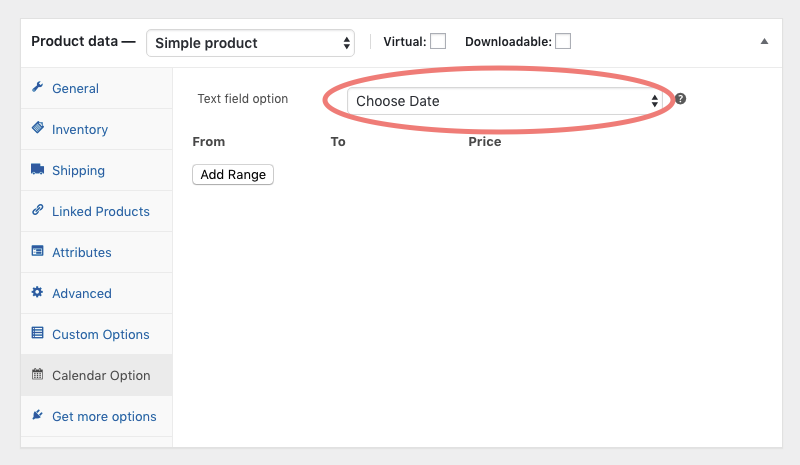 Product data — Simple product Virtual: Downloadable:
General
Inventory
Shipping
Linked Products
Attributes
Advanced
Custom Options
Calendar Option
Get more options
Text field option Choose Date ?
From To Price
Add Range